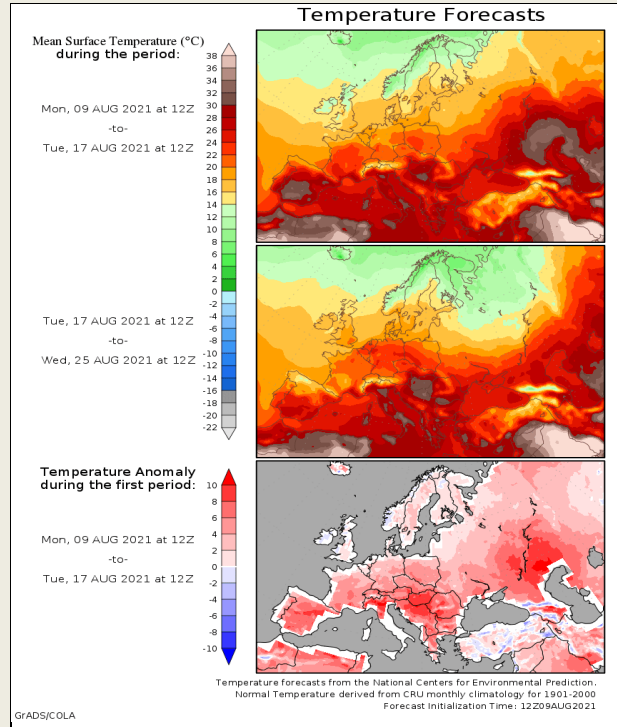 Temperature Forecasts
Mean Surface Temperature (°C)
during the period:
Mon, 09 AUG 2021 at 12Z
-to-
Tue, 17 AUG 2021 at 12Z
38
36
34
32
30
28
26
24
22
20
18
16
14
12
10
8
6
4
2
0
-2
-4
-6
-8
-10
-12
-14
-16
-18
-20
-22
Tue, 17 AUG 2021 at 12Z
-to-
Wed, 25 AUG 2021 at 12Z
Temperature Anomaly
during the first period:
Mon, 09 AUG 2021 at 12Z
-to-
Tue, 17 AUG 2021 at 12Z
10
8
6
4
2
0
-2
-4
-6
-8
-10
Temperature forecasts from the National Centers for Environmental Prediction.
Normal Temperature derived from CRU monthly climatology for 1901-2000
Forecast Initialization Time: 12Z09AUG2021
GrADS/COLA